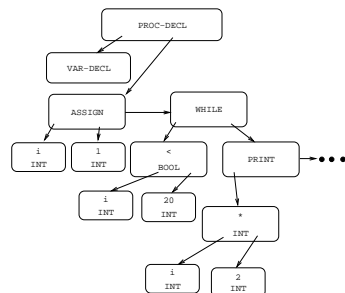 PROC-DECL
VAR-DECL
ASSIGN
WHILE
i
INT
1
INT
<
BOOL
PRINT
i
INT
20
INT
*
INT
i
INT
2
INT